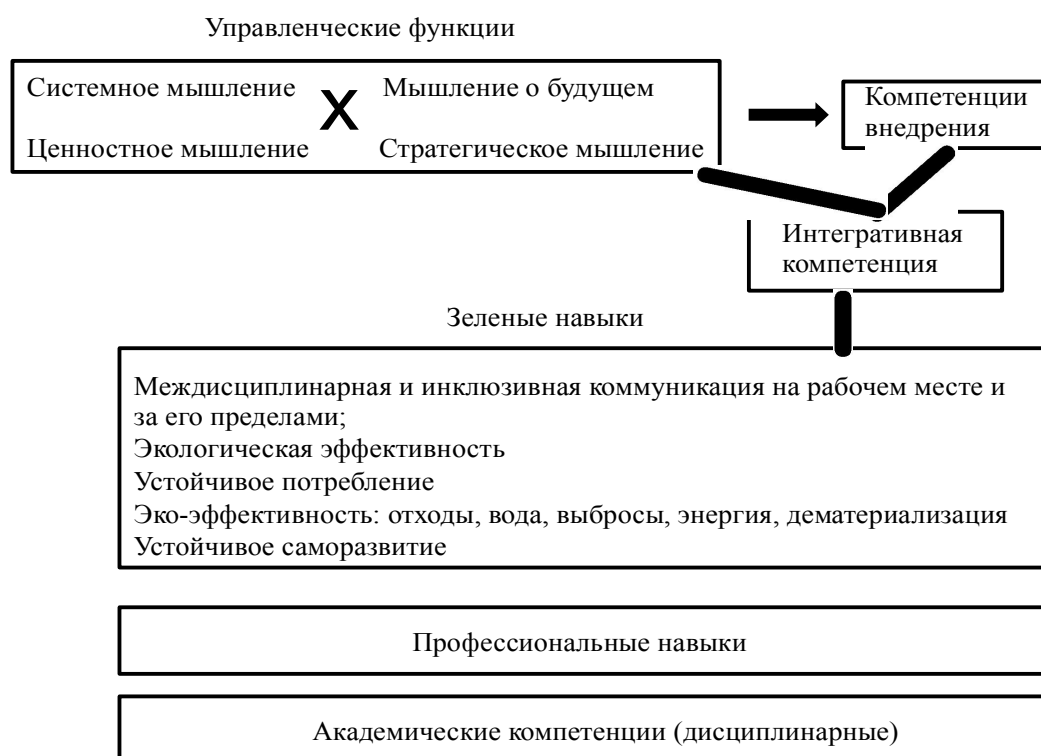 Управленческие функции
Системное мышление X Мышление о будущем
Ценностное мышление Стратегическое мышление
Компетенции
внедрения
Интегративная
компетенция
Зеленые навыки
Междисциплинарная и инклюзивная коммуникация на рабочем месте и
за его пределами;
Экологическая эффективность
Устойчивое потребление
Эко-эффективность: отходы, вода, выбросы, энергия, дематериализация
Устойчивое саморазвитие
Профессиональные навыки
Академические компетенции (дисциплинарные)